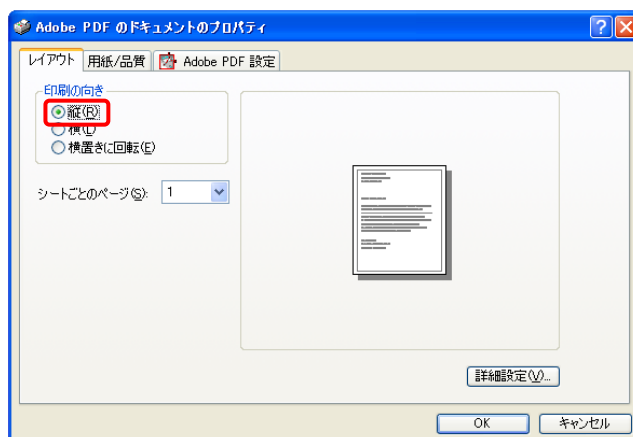 Adobe PDF のドキュメントのプロパティ
レイアウト 用紙/品質 Adobe PDF 設定
印刷の向き
縦(R)
横(L)
横置きに回転(E)
シートごとのページ(S): 1
詳細設定(V)...
OK キャンセル